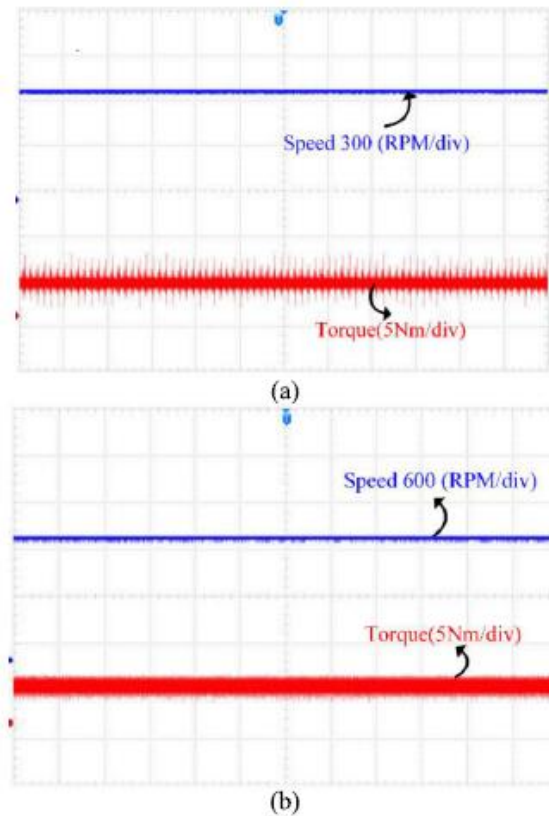 Speed 300 (RPM/div)
Torque(5Nm/div)
(a)
Speed 600 (RPM/div)
Torque(5Nm/div)
(b)